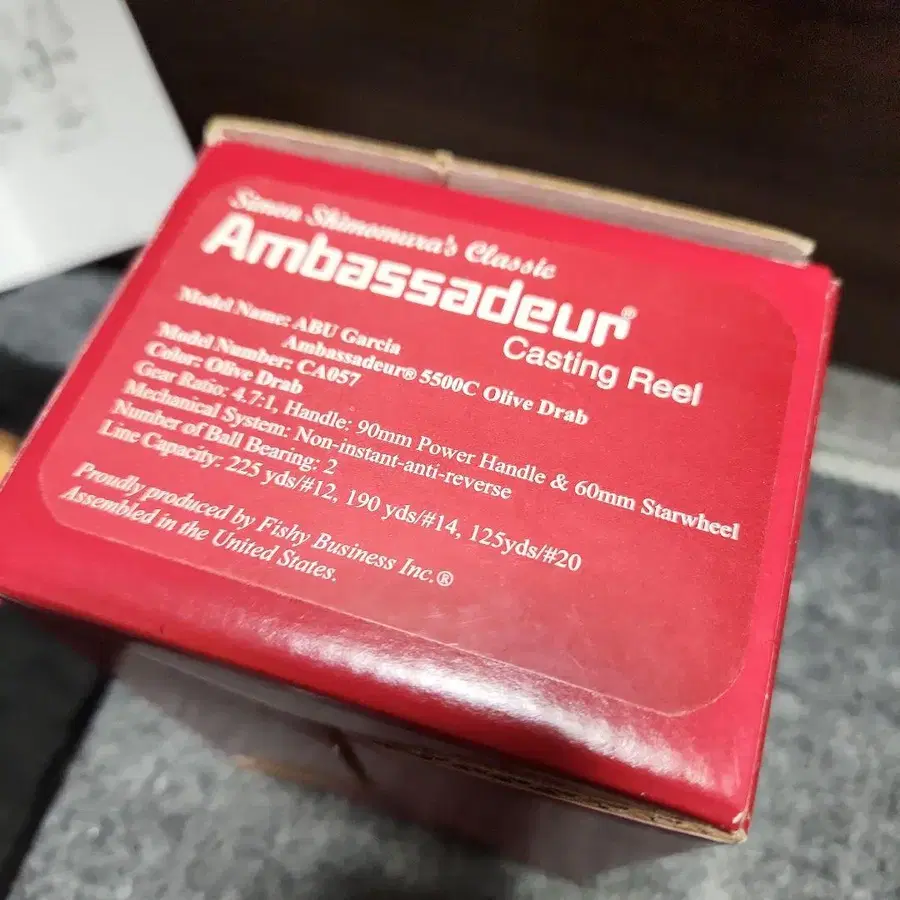 Simon Shimomura's Classic
Ambassadeur®
Casting Reel
Model Name: ABU Garcia
Ambassadeur® 5500C Olive Drab
Model Number: CA057
Color: Olive Drab
Gear Ratio: 4.7:1, Handle: 90mm Power Handle & 60mm Starwheel
Mechanical System: Non-instant-anti-reverse
Number of Ball Bearing: 2
Line Capacity: 225 yds/#12, 190 yds/#14, 125yds/#20
Proudly produced by Fishy Business Inc.®
Assembled in the United States.